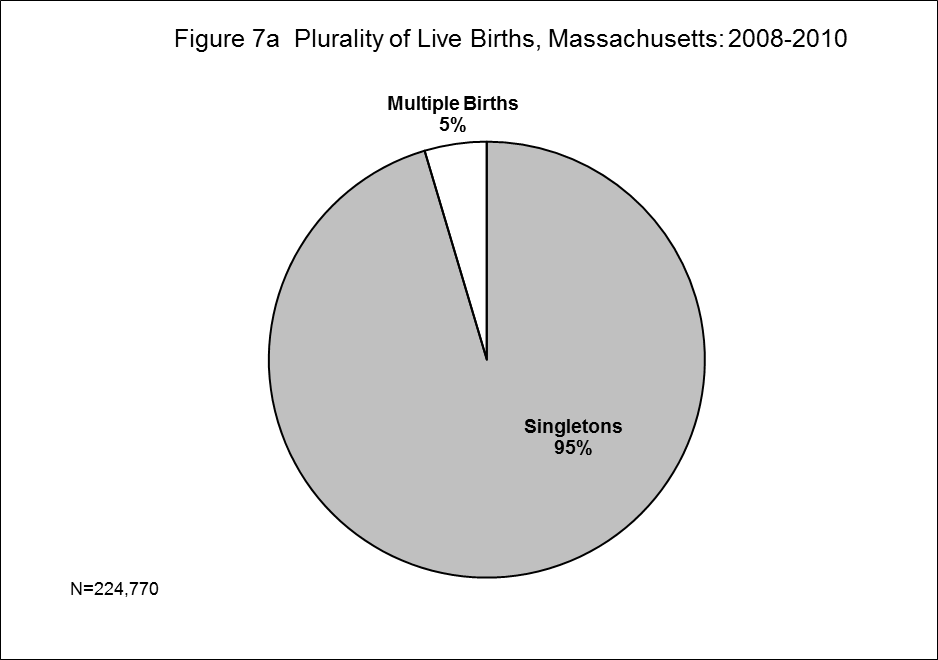 Figure 7a  Plurality of Live Births, Massachusetts: 2008-2010
Multiple Births
5%
Singletons
95%
N=224,770